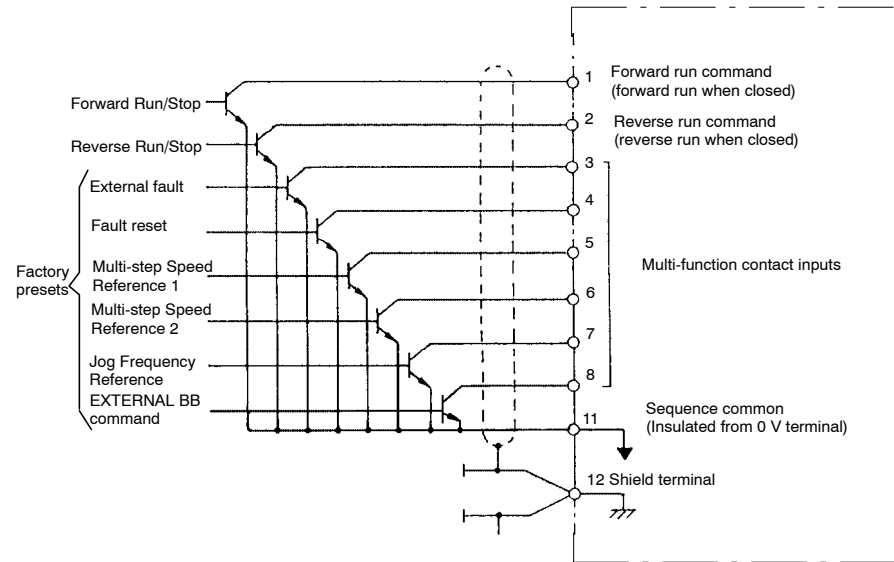 1 Forward run command
(forward run when closed)
Forward Run/Stop
2 Reverse run command
(reverse run when closed)
Reverse Run/Stop
3
External fault
4
Fault reset
5
Multi-step Speed
Reference 1
Factory
presets
Multi-function contact inputs
6
Multi-step Speed
Reference 2
7
Jog Frequency
Reference
8
EXTERNAL BB
command
11 Sequence common
(Insulated from 0 V terminal)
12 Shield terminal